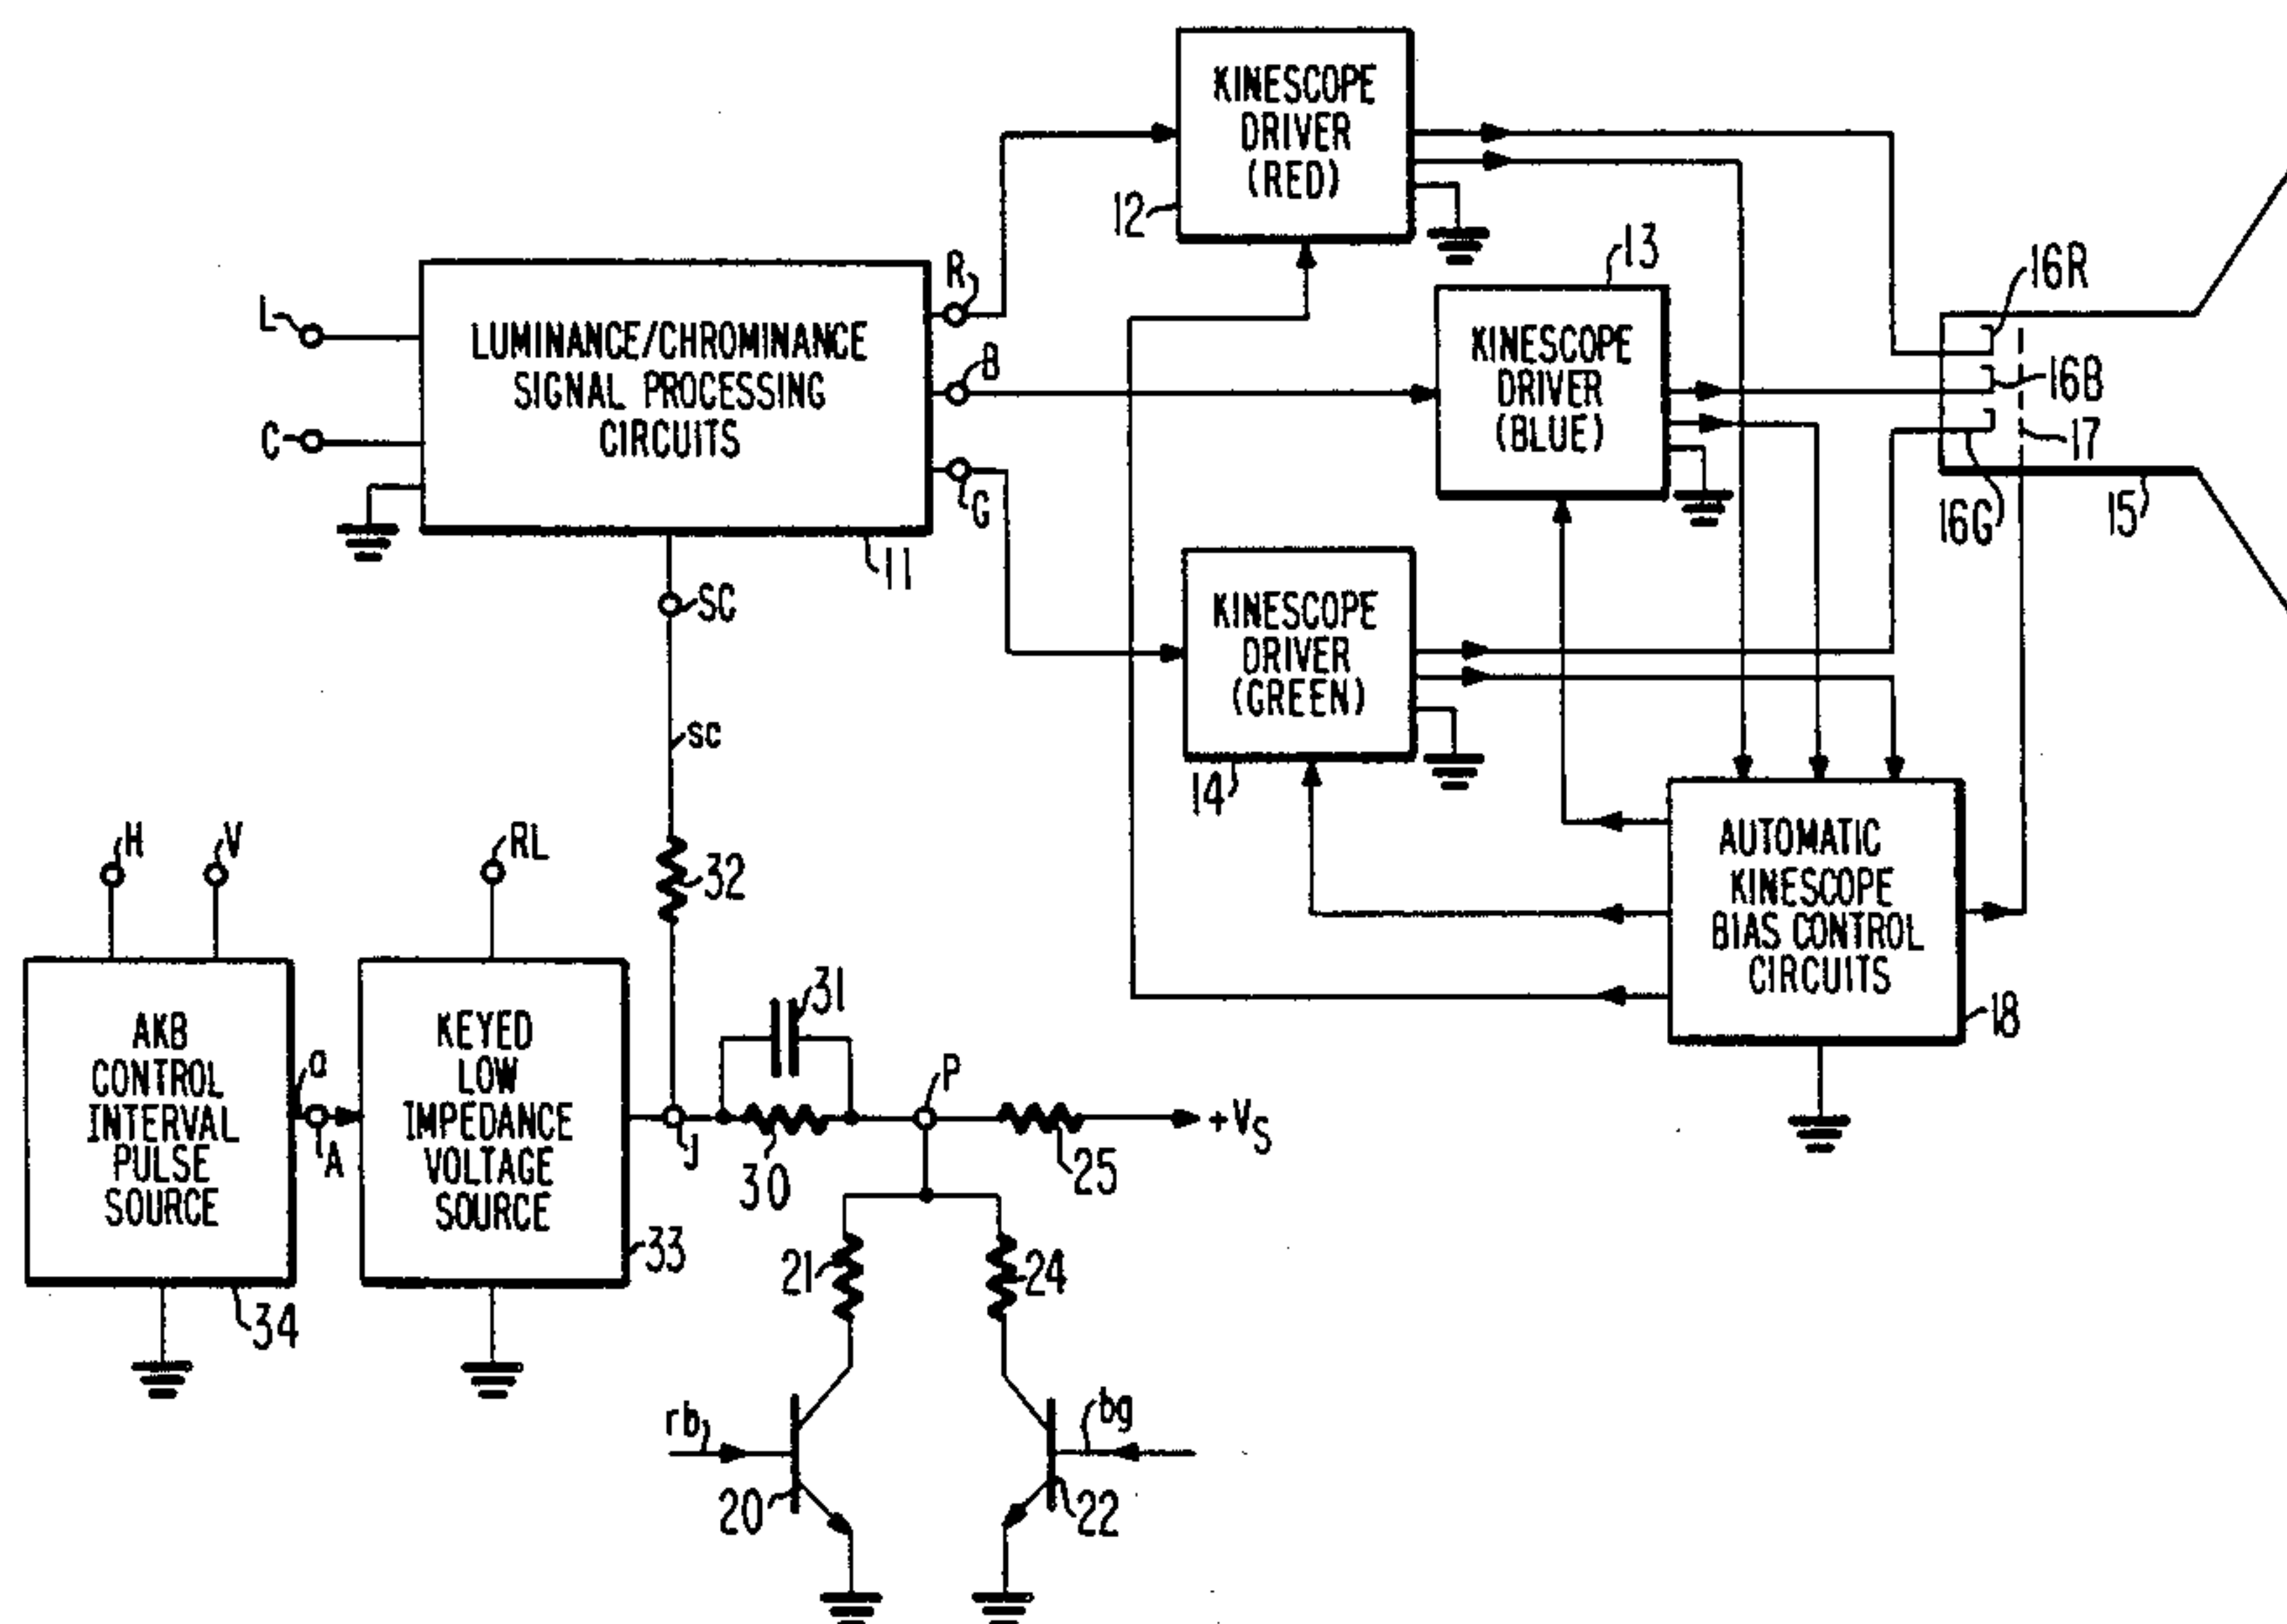 KINESCOPE
DRIVER
(RED)
12
13
R
16R
L
LUMINANCE/CHROMINANCE
SIGNAL PROCESSING
CIRCUITS
B
KINESCOPE
DRIVER
(BLUE)
16B
C
17
G
16G
15
11
SC
KINESCOPE
DRIVER
(GREEN)
sc
14
H
V
RL
32
AUTOMATIC
KINESCOPE
BIAS CONTROL
CIRCUITS
18
31
AKB
CONTROL
INTERVAL
PULSE
SOURCE
a
A
KEYED
LOW
IMPEDANCE
VOLTAGE
SOURCE
J
P
+VS
30
25
33
21
24
34
rb
bg
20
22